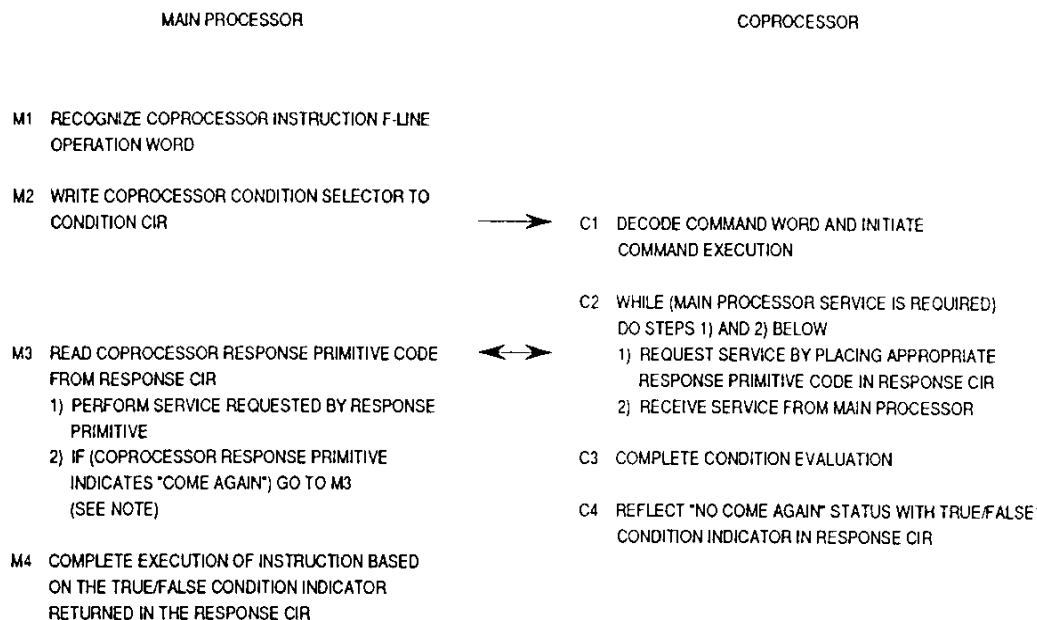 MAIN PROCESSOR
COPROCESSOR
M1 RECOGNIZE COPROCESSOR INSTRUCTION F-LINE
OPERATION WORD
M2 WRITE COPROCESSOR CONDITION SELECTOR TO
CONDITION CIR
C1 DECODE COMMAND WORD AND INITIATE
COMMAND EXECUTION
C2 WHILE (MAIN PROCESSOR SERVICE IS REQUIRED)
DO STEPS 1) AND 2) BELOW
1) REQUEST SERVICE BY PLACING APPROPRIATE
RESPONSE PRIMITIVE CODE IN RESPONSE CIR
2) RECEIVE SERVICE FROM MAIN PROCESSOR
M3 READ COPROCESSOR RESPONSE PRIMITIVE CODE
FROM RESPONSE CIR
1) PERFORM SERVICE REQUESTED BY RESPONSE
PRIMITIVE
2) IF (COPROCESSOR RESPONSE PRIMITIVE
INDICATES "COME AGAIN") GO TO M3
(SEE NOTE)
C3 COMPLETE CONDITION EVALUATION
C4 REFLECT "NO COME AGAIN" STATUS WITH TRUE/FALSE
CONDITION INDICATOR IN RESPONSE CIR
M4 COMPLETE EXECUTION OF INSTRUCTION BASED
ON THE TRUE/FALSE CONDITION INDICATOR
RETURNED IN THE RESPONSE CIR